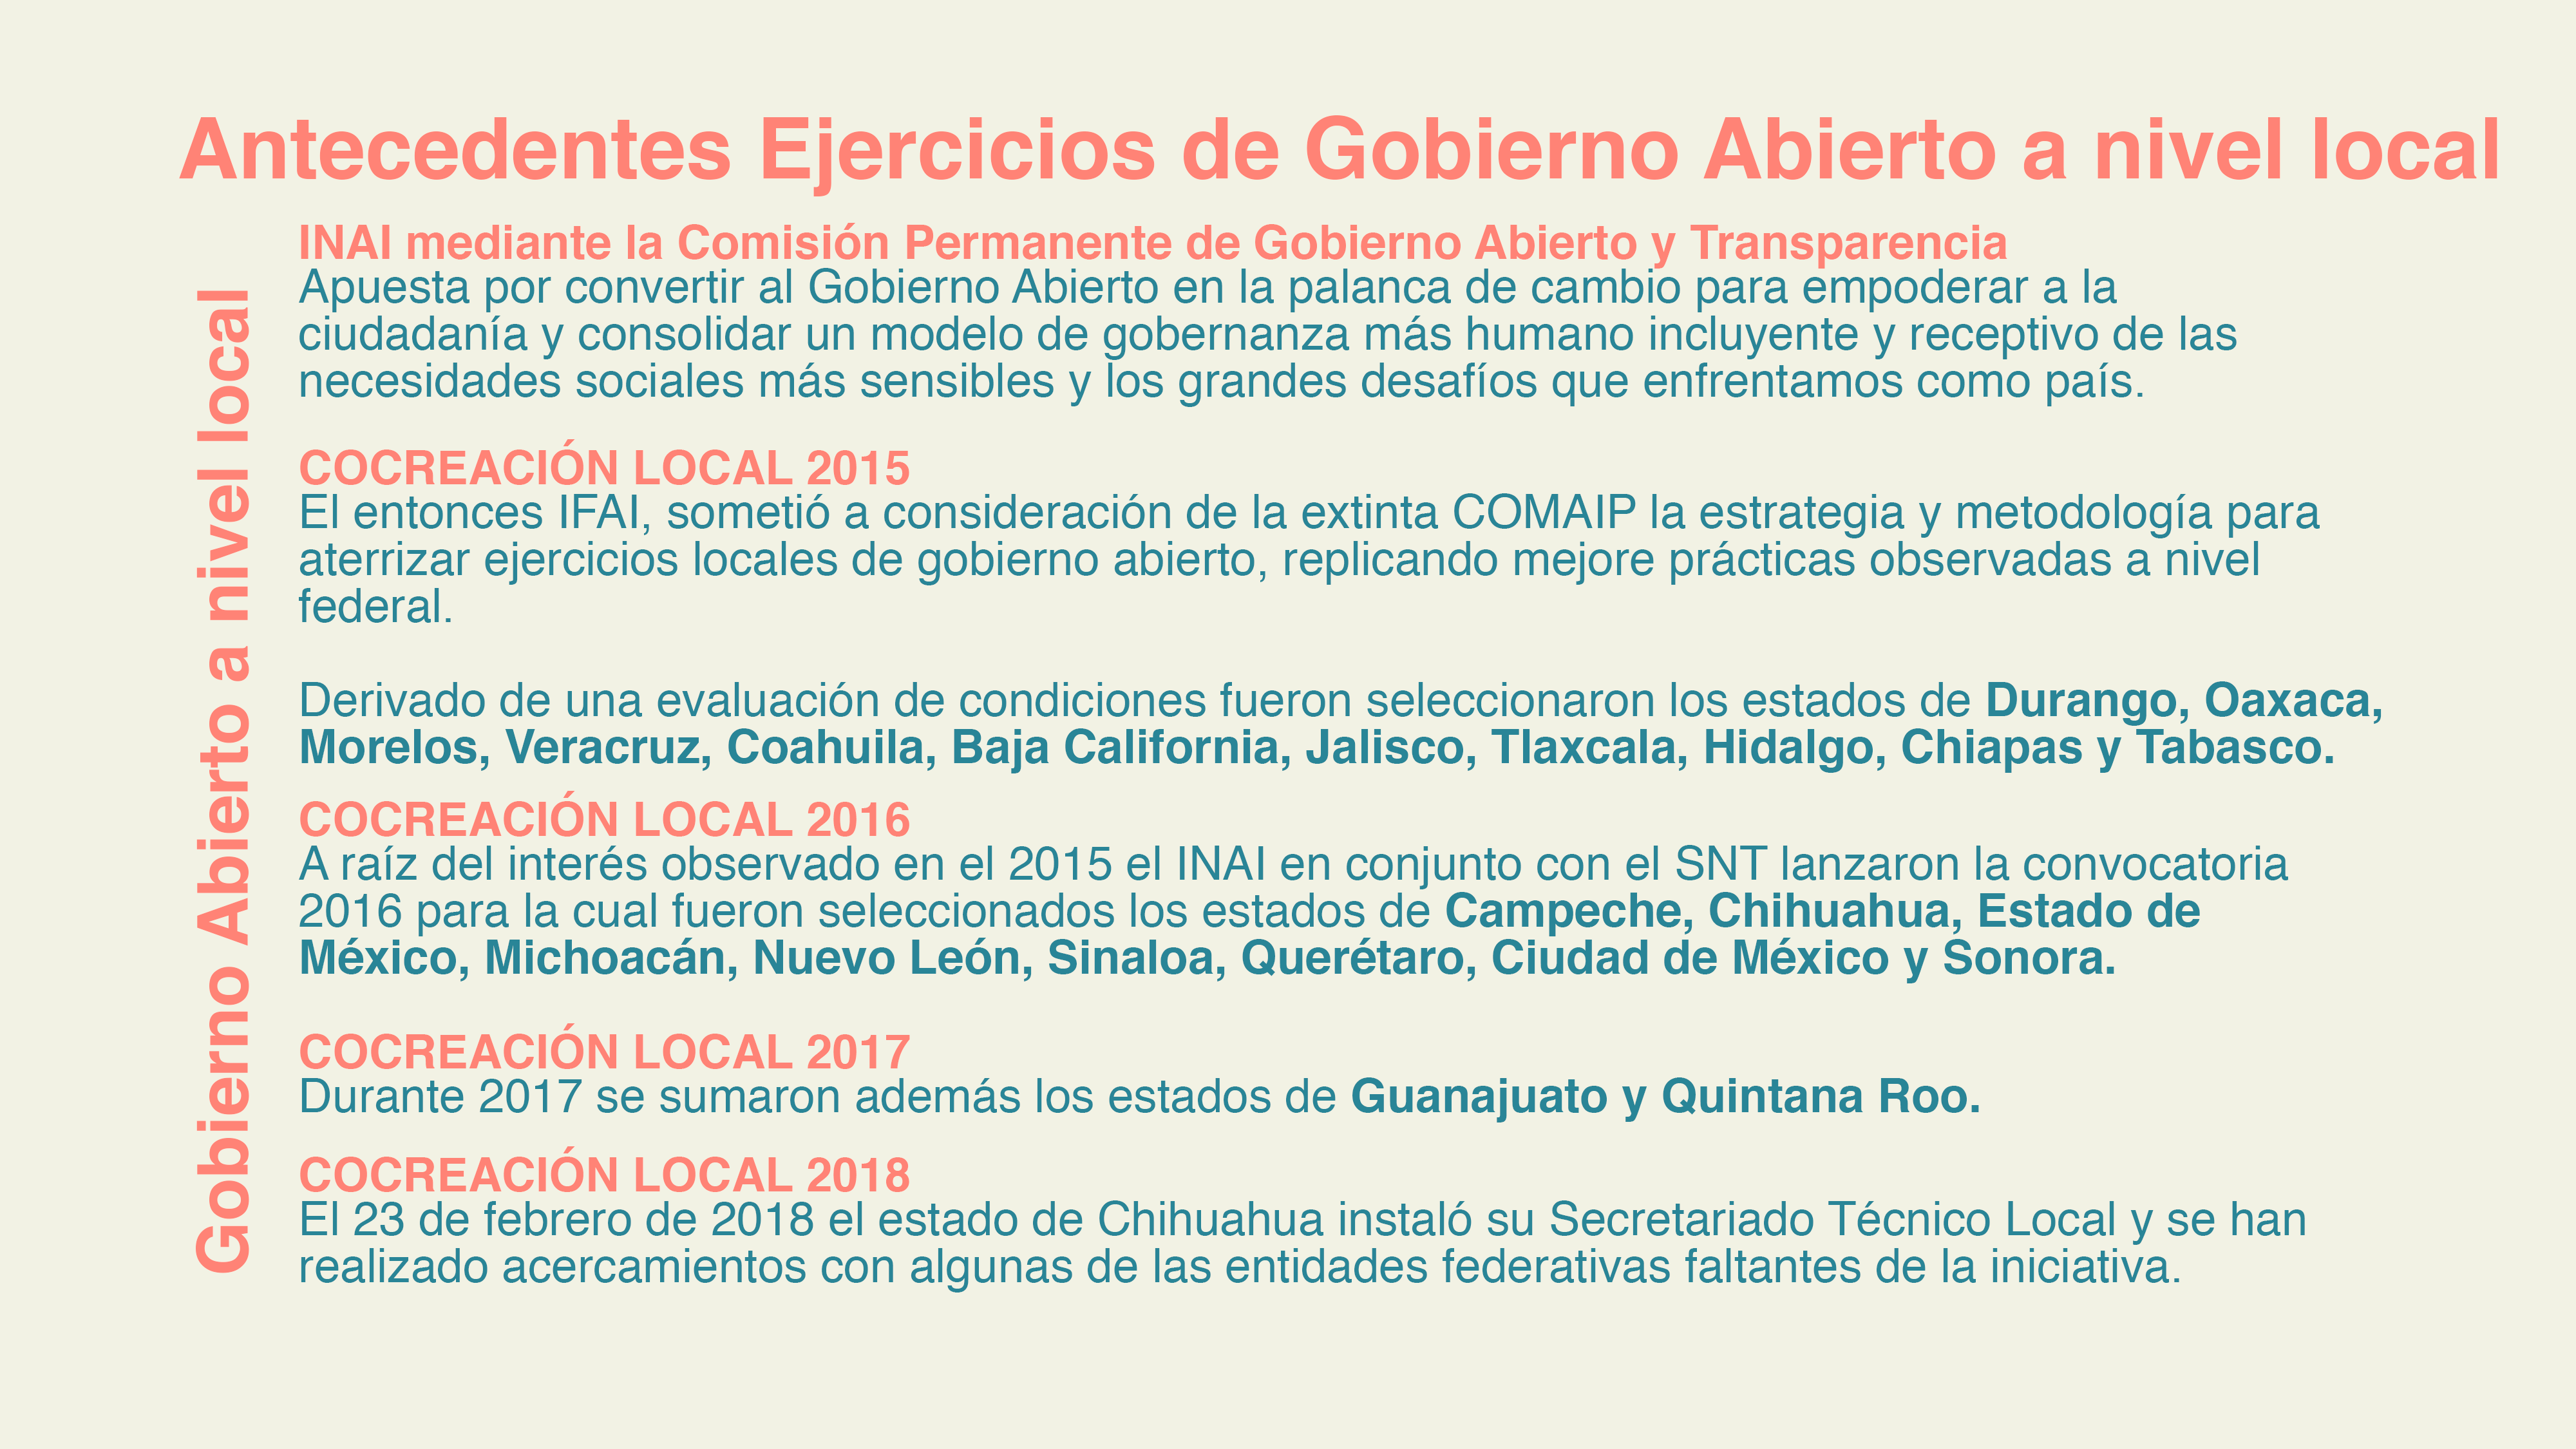 Antecedentes Ejercicios de Gobierno Abierto a nivel local
Gobierno Abierto a nivel local
INAI mediante la Comisión Permanente de Gobierno Abierto y Transparencia
Apuesta por convertir al Gobierno Abierto en la palanca de cambio para empoderar a la
ciudadanía y consolidar un modelo de gobernanza más humano incluyente y receptivo de las
necesidades sociales más sensibles y los grandes desafíos que enfrentamos como país.
COCREACIÓN LOCAL 2015
El entonces IFAI, sometió a consideración de la extinta COMAIP la estrategia y metodología para
aterrizar ejercicios locales de gobierno abierto, replicando mejore prácticas observadas a nivel
federal.
Derivado de una evaluación de condiciones fueron seleccionaron los estados de Durango, Oaxaca,
Morelos, Veracruz, Coahuila, Baja California, Jalisco, Tlaxcala, Hidalgo, Chiapas y Tabasco.
COCREACIÓN LOCAL 2016
A raíz del interés observado en el 2015 el INAI en conjunto con el SNT lanzaron la convocatoria
2016 para la cual fueron seleccionados los estados de Campeche, Chihuahua, Estado de
México, Michoacán, Nuevo León, Sinaloa, Querétaro, Ciudad de México y Sonora.
COCREACIÓN LOCAL 2017
Durante 2017 se sumaron además los estados de Guanajuato y Quintana Roo.
COCREACIÓN LOCAL 2018
El 23 de febrero de 2018 el estado de Chihuahua instaló su Secretariado Técnico Local y se han
realizado acercamientos con algunas de las entidades federativas faltantes de la iniciativa.